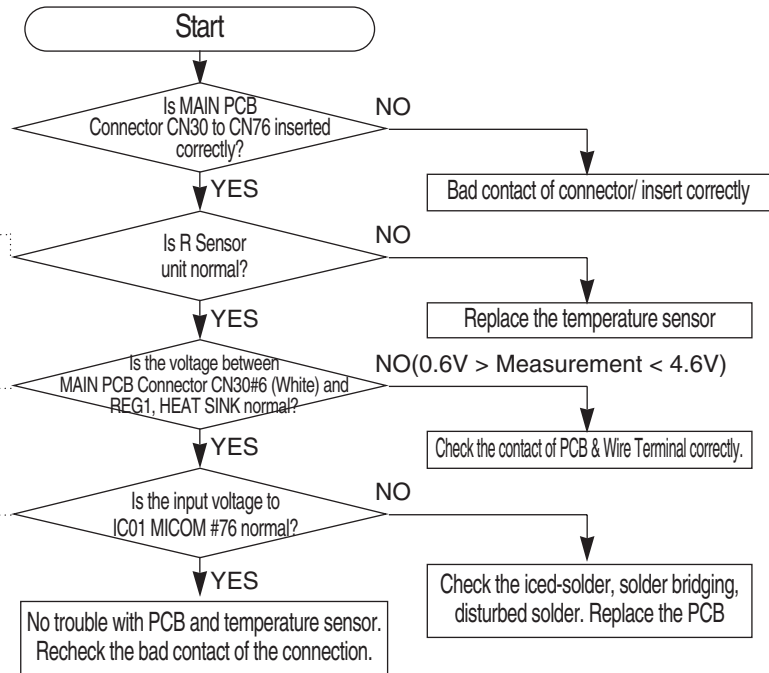 Start
Is MAIN PCB
Connector CN30 to CN76 inserted
correctly?
NO
Bad contact of connector/ insert correctly
YES
Is R Sensor
unit normal?
NO
Replace the temperature sensor
YES
Is the voltage between
MAIN PCB Connector CN30#6 (White) and
REG1, HEAT SINK normal?
NO(0.6V > Measurement < 4.6V)
Check the contact of PCB & Wire Terminal correctly.
YES
Is the input voltage to
IC01 MICOM #76 normal?
NO
Check the iced-solder, solder bridging,
disturbed solder. Replace the PCB
YES
No trouble with PCB and temperature sensor.
Recheck the bad contact of the connection.